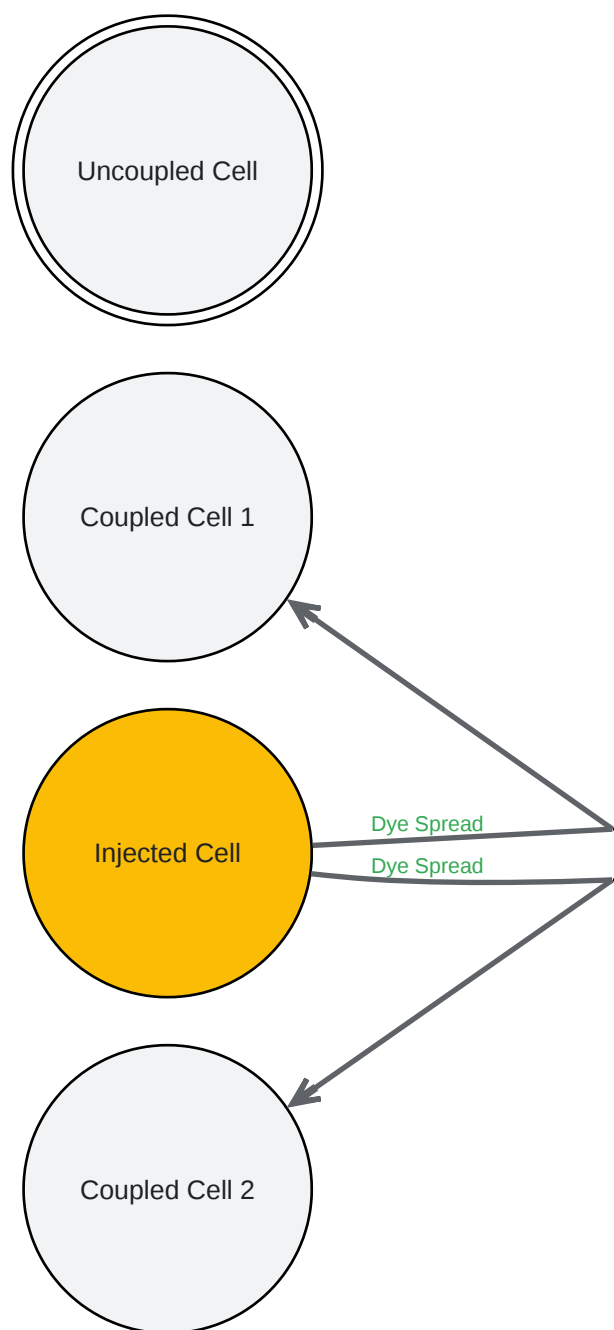 Uncoupled Cell
Coupled Cell 1
Dye Spread
Injected Cell
Dye Spread
Coupled Cell 2